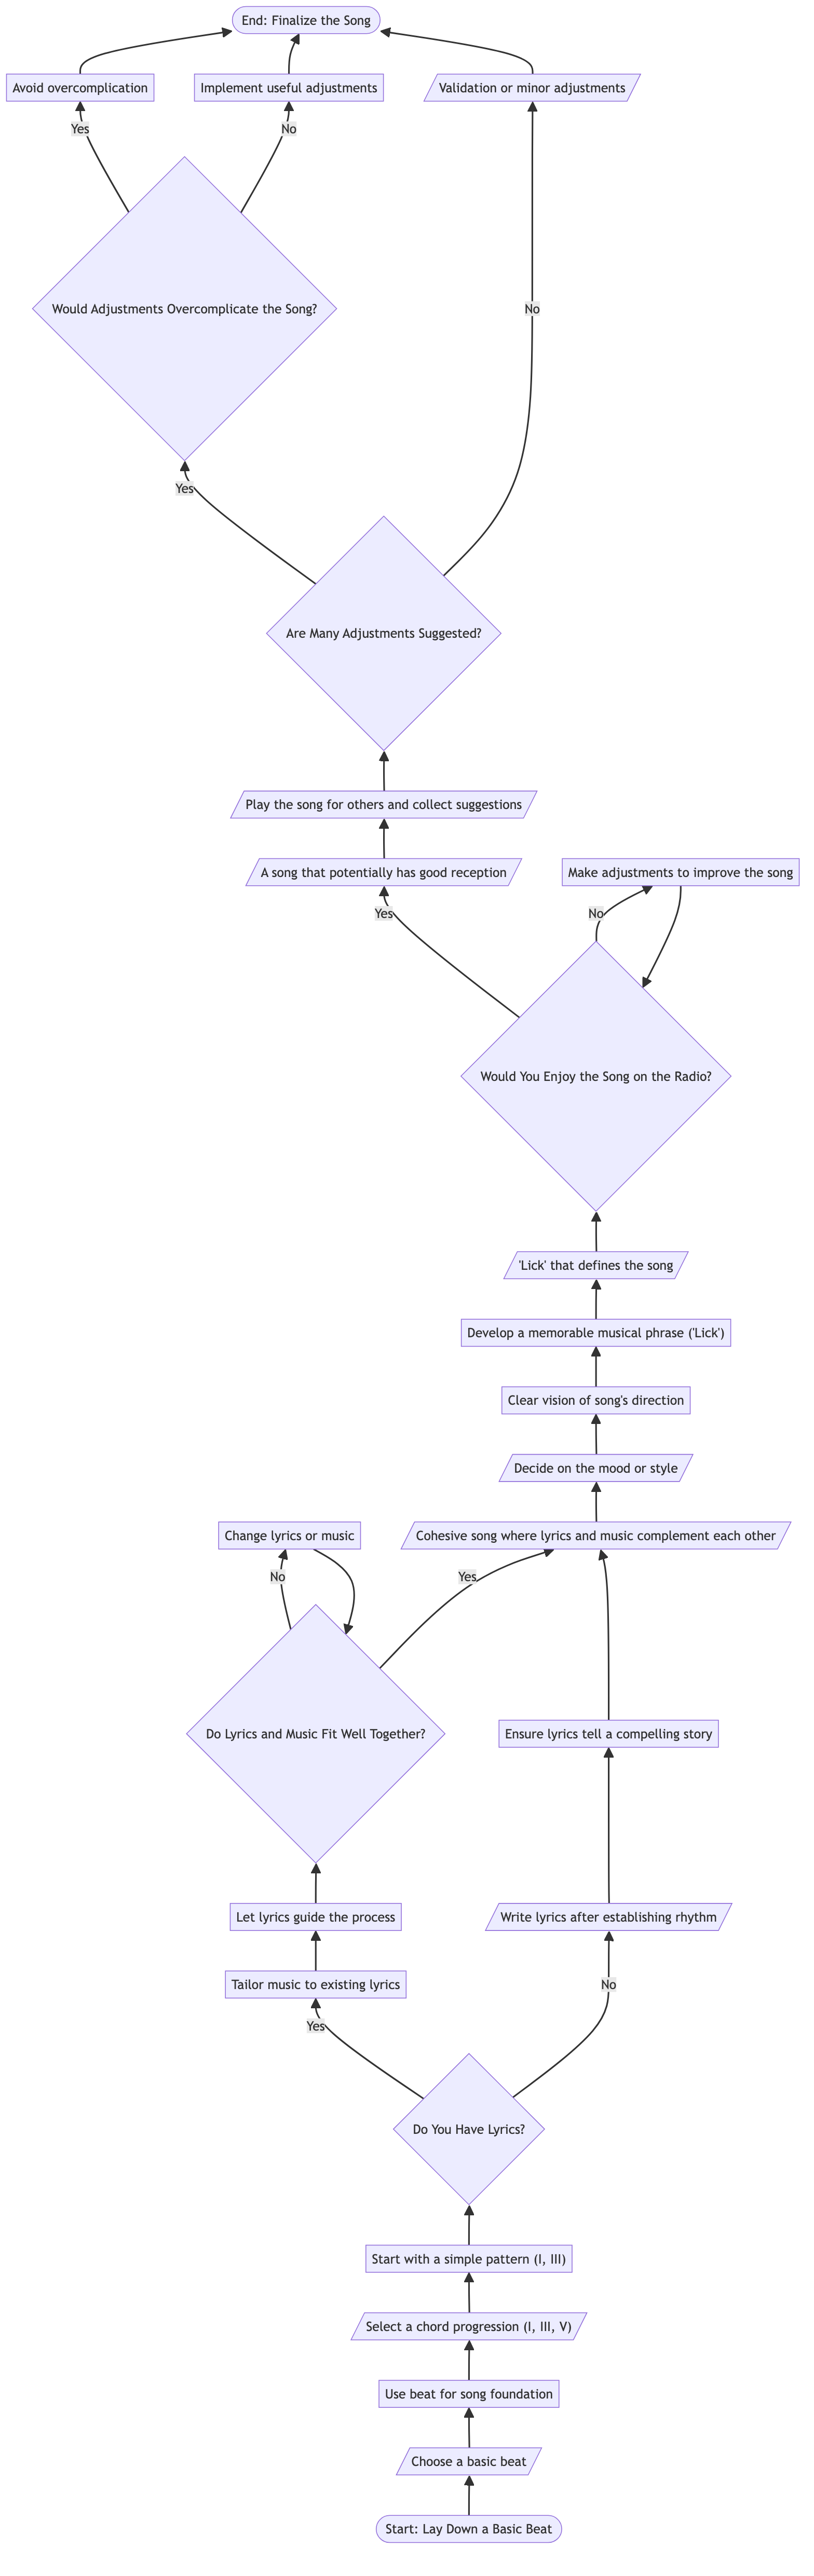 End: Finalize the Song
Avoid overcomplication
Implement useful adjustments
Validation or minor adjustments
Yes
No
Would Adjustments Overcomplicate the Song?
No
Yes
Are Many Adjustments Suggested?
Play the song for others and collect suggestions
A song that potentially has good reception
Make adjustments to improve the song
Yes
No
Would You Enjoy the Song on the Radio?
'Lick' that defines the song
Develop a memorable musical phrase ('Lick')
Clear vision of song's direction
Decide on the mood or style
Change lyrics or music
Cohesive song where lyrics and music complement each other
No
Yes
Do Lyrics and Music Fit Well Together?
Ensure lyrics tell a compelling story
Let lyrics guide the process
Write lyrics after establishing rhythm
Tailor music to existing lyrics
No
Yes
Do You Have Lyrics?
Start with a simple pattern (I, III)
Select a chord progression (I, III, V)
Use beat for song foundation
Choose a basic beat
Start: Lay Down a Basic Beat